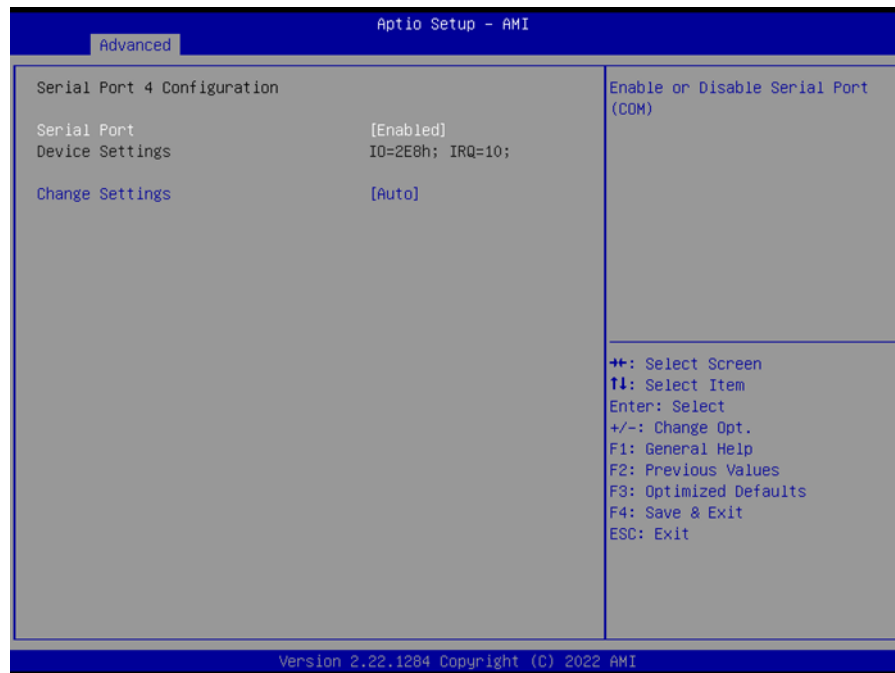 Aptio Setup – AMI
Advanced
Serial Port 4 Configuration
Serial Port [Enabled]
Device Settings IO=2E8h; IRQ=10;
Change Settings [Auto]
Enable or Disable Serial Port
(COM)
→←: Select Screen
↑↓: Select Item
Enter: Select
+/-: Change Opt.
F1: General Help
F2: Previous Values
F3: Optimized Defaults
F4: Save & Exit
ESC: Exit
Version 2.22.1284 Copyright (C) 2022 AMI